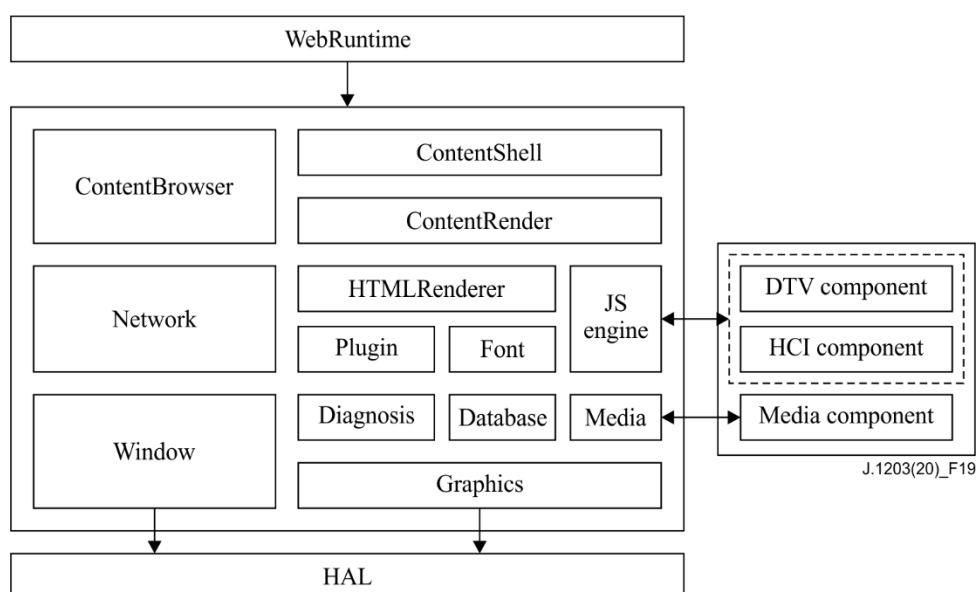 WebRuntime
ContentBrowser
ContentShell
ContentRender
Network
HTMLRenderer
JS
engine
Plugin
Font
Window
Diagnosis
Database
Media
Graphics
DTV component
HCI component
Media component
J.1203(20)_F19
HAL